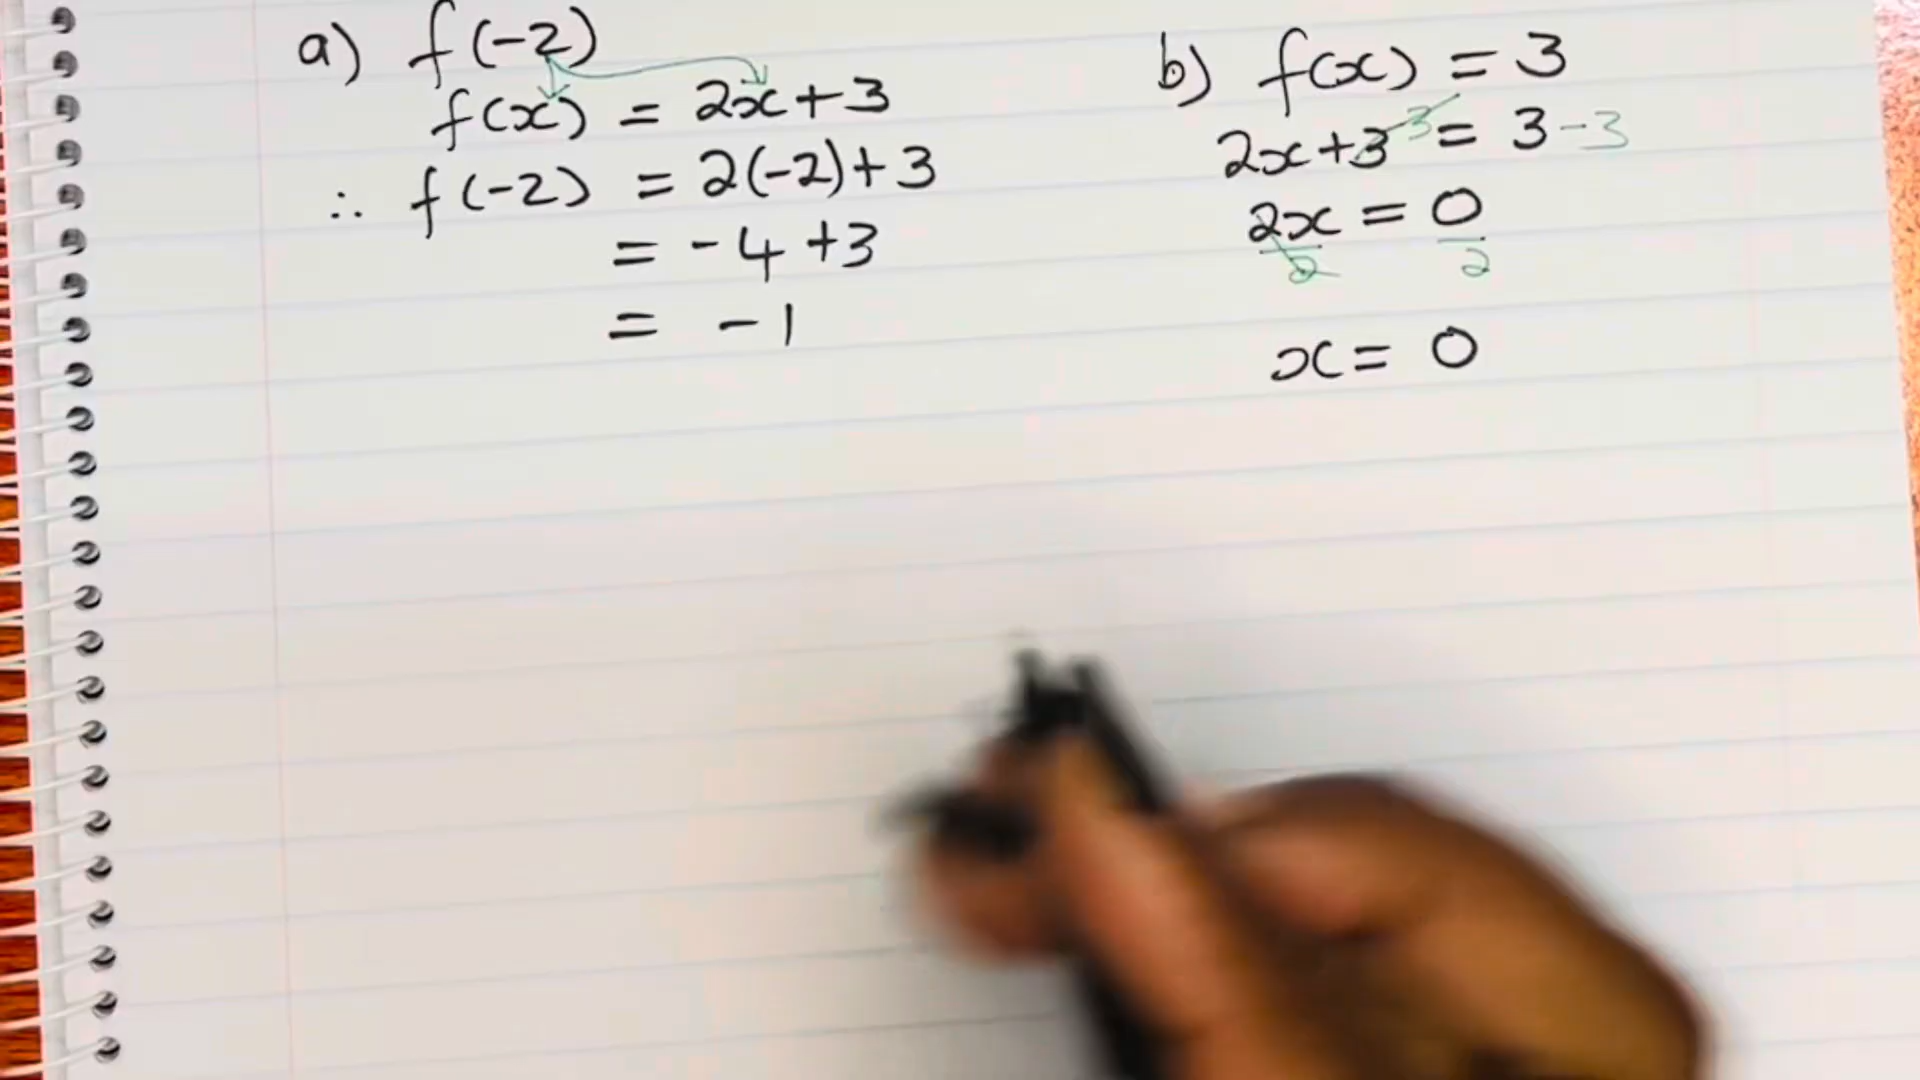 a) f(-2)
f(x) = 2x+3
∴ f(-2) = 2(-2)+3
= -4+3
= -1
b) f(x) = 3
2x+3-3 = 3-3
2x/2 = 0/2
x = 0